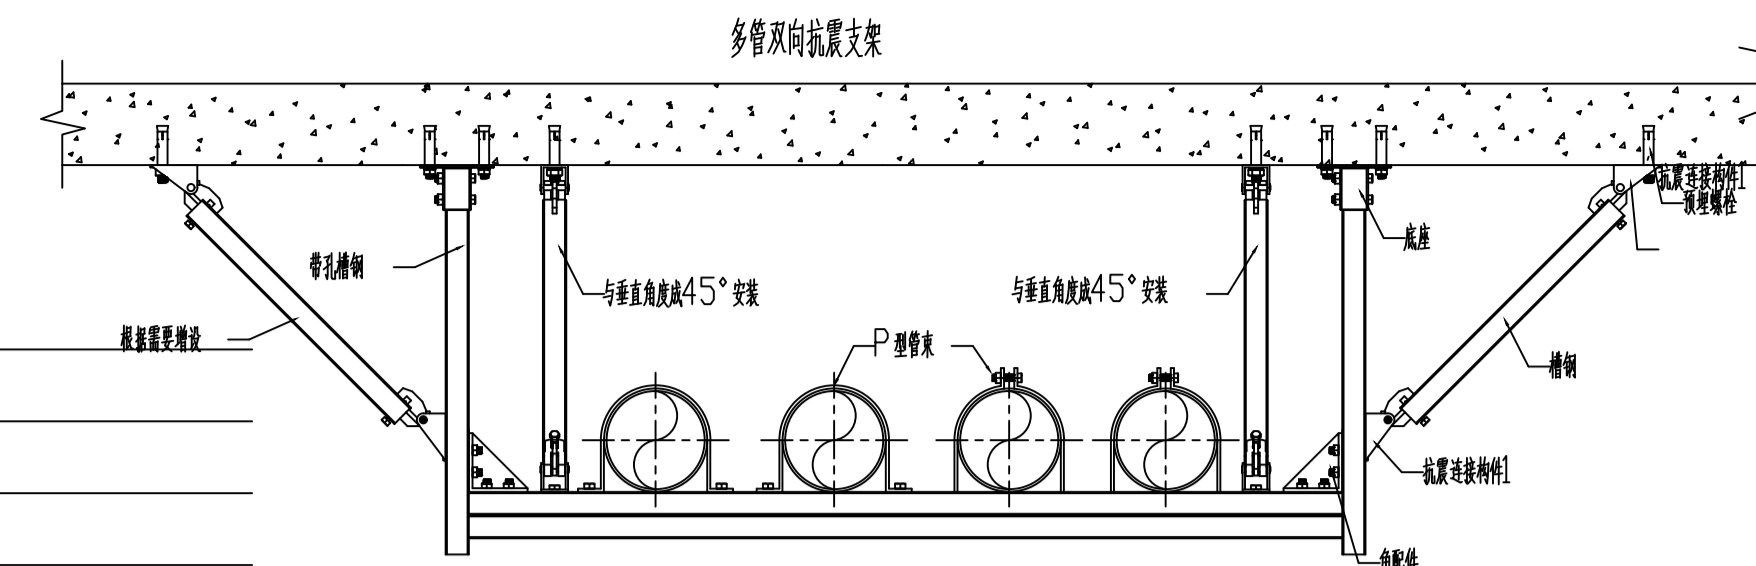 多管双向抗震支架
抗震连接构件1
预埋螺栓
底座
带孔槽钢
与垂直角度成45°安装
与垂直角度成45°安装
根据需要增设
P型管束
槽钢
抗震连接构件1
角配件